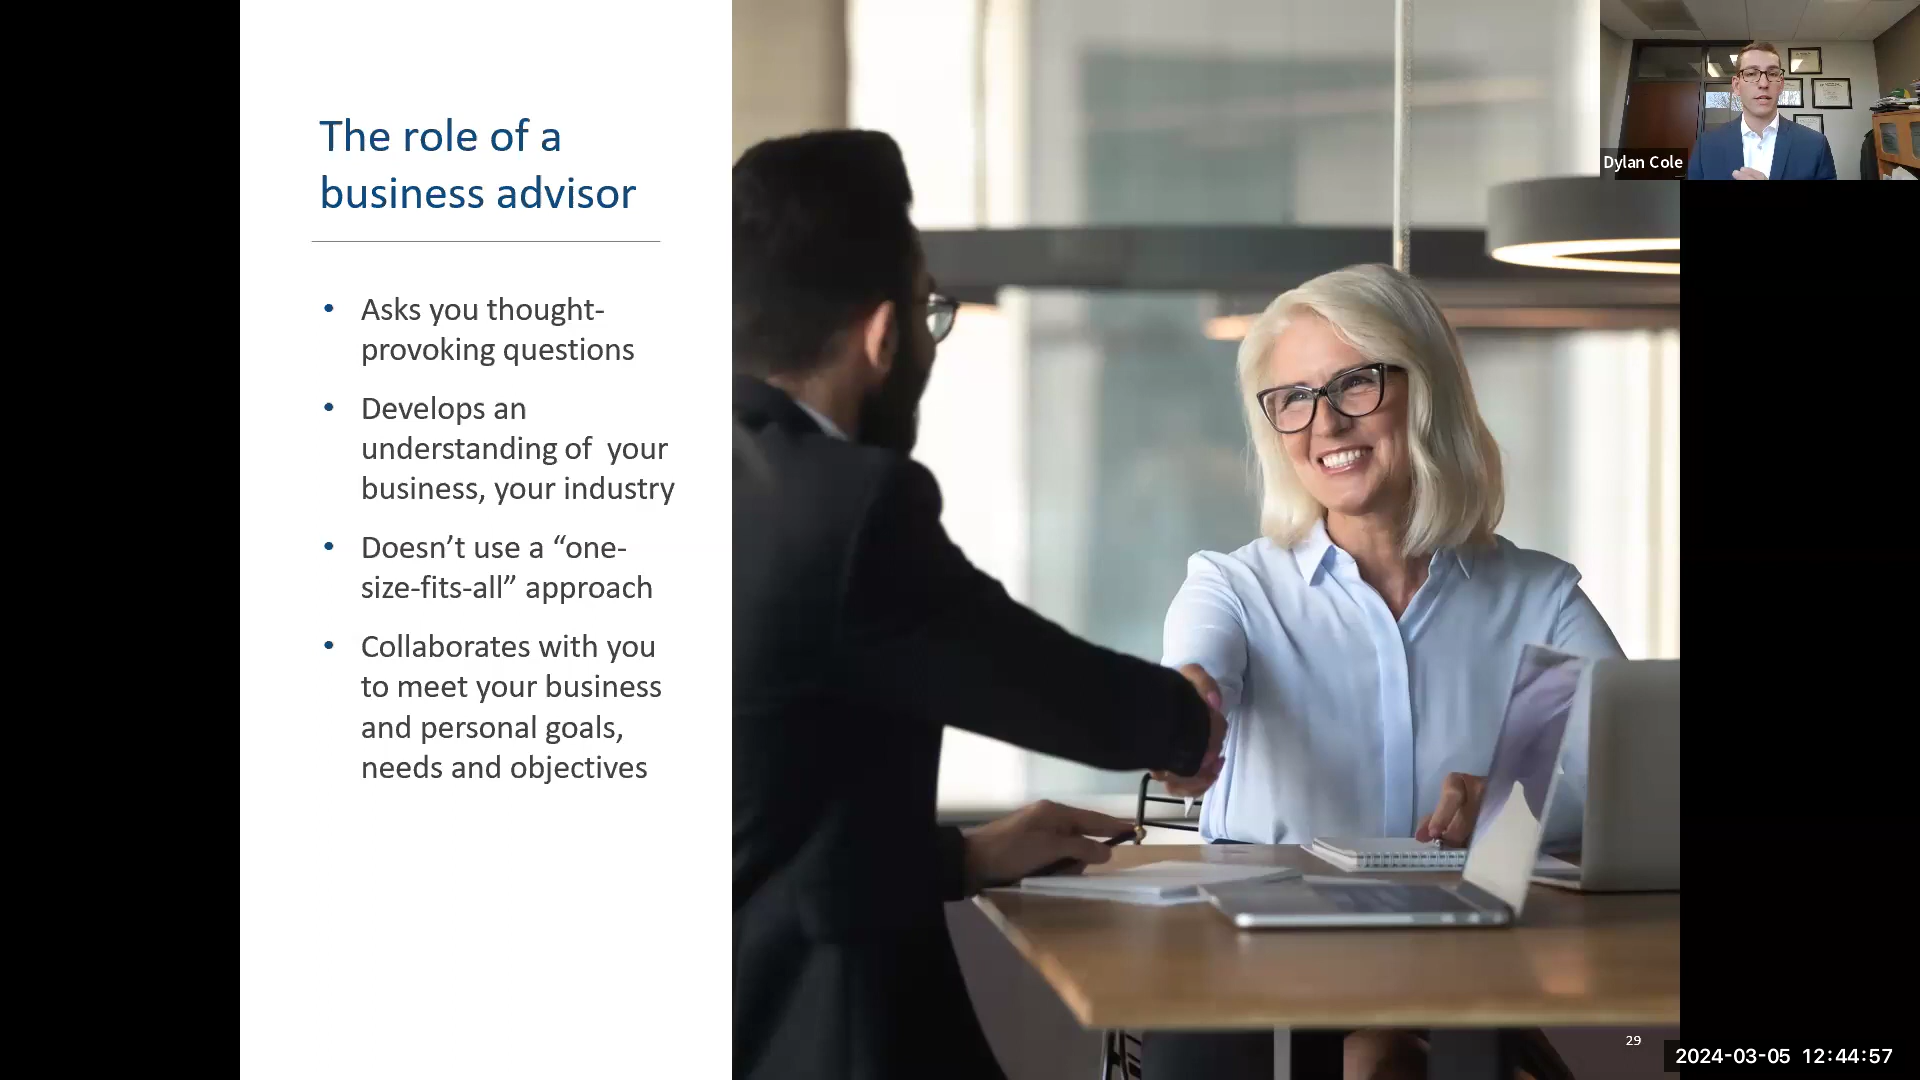 The role of a
business advisor
• Asks you thought-
provoking questions
• Develops an
understanding of  your
business, your industry
• Doesn’t use a “one-
size-fits-all” approach
• Collaborates with you
to meet your business
and personal goals,
needs and objectives
Dylan Cole
29
2024-03-05 12:44:57